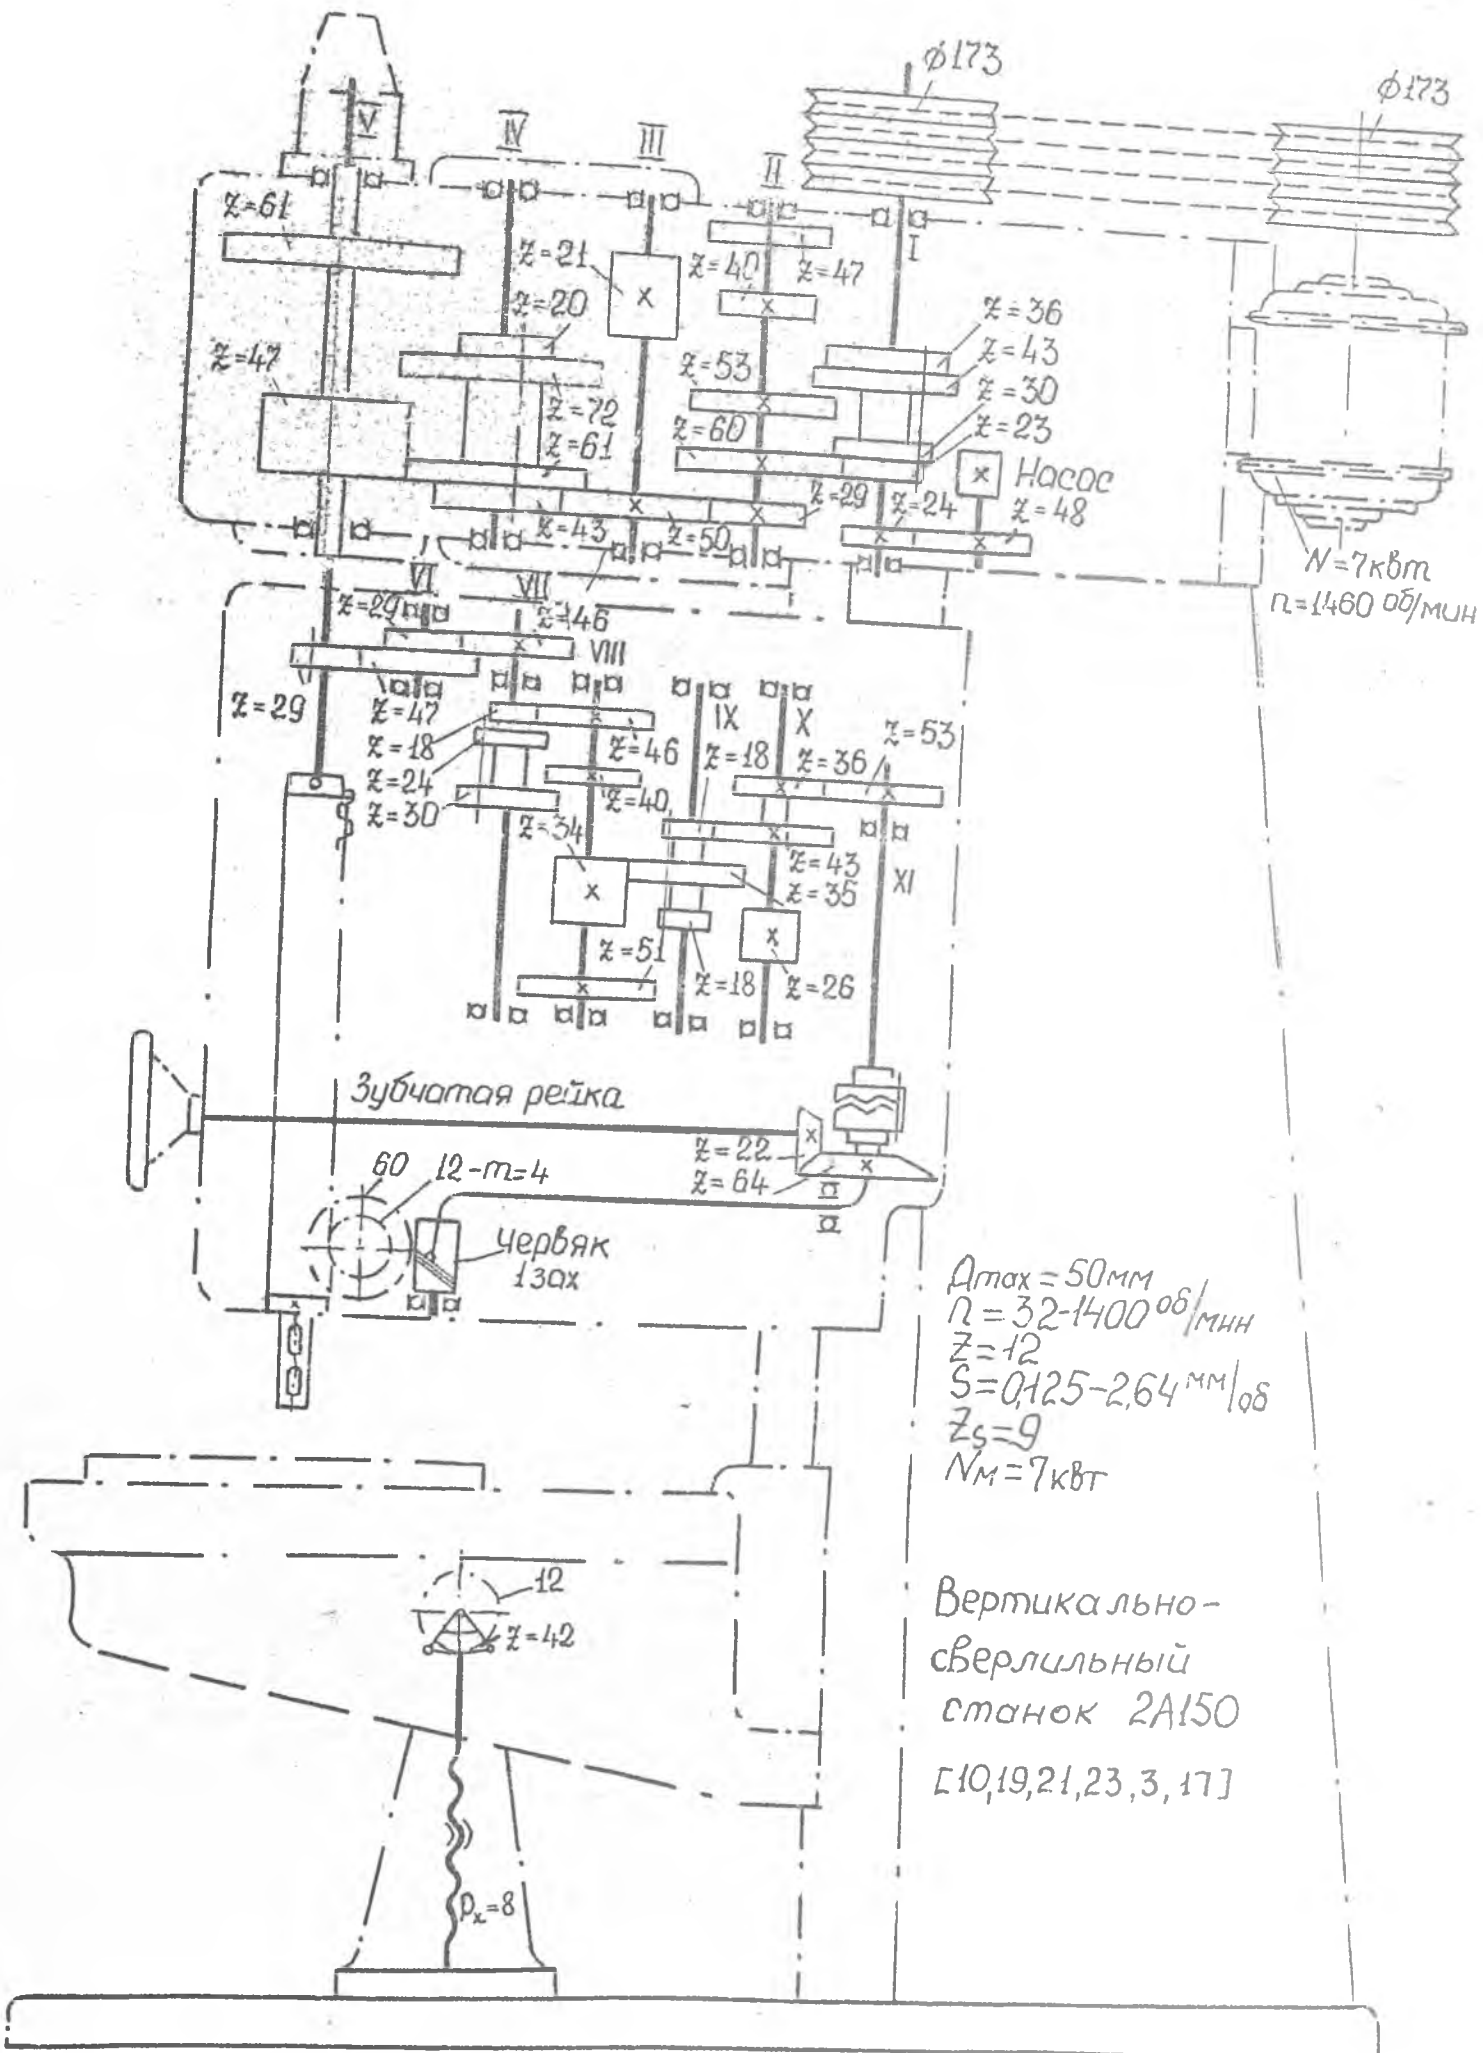 ϕ173
ϕ173
V
IV
III
II
I
z=61
z=21
z=40
z=47
z=20
z=36
z=43
z=47
z=53
z=30
z=72
z=60
z=23
z=61
Насос
z=29
z=24
z=48
z=43
z=50
N=7квт
n=1460 об/мин
VI
VII
z=29
z=46
VIII
z=29
z=47
IX
X
z=53
z=18
z=46
z=18
z=36
z=24
z=40
z=30
z=34
z=43
z=35
XI
z=51
z=18
z=26
Зубчатая рейка
z=22
z=64
60
12-m=4
червяк
1зах
Дmax=50мм
n=32-1400 об/мин
Z=12
S=0,125-2,64 мм/об
Zs=9
Nм=7квт
12
z=42
Вертикально-
сверлильный
станок 2А150
[10,19,21,23,3,17]
Pх=8